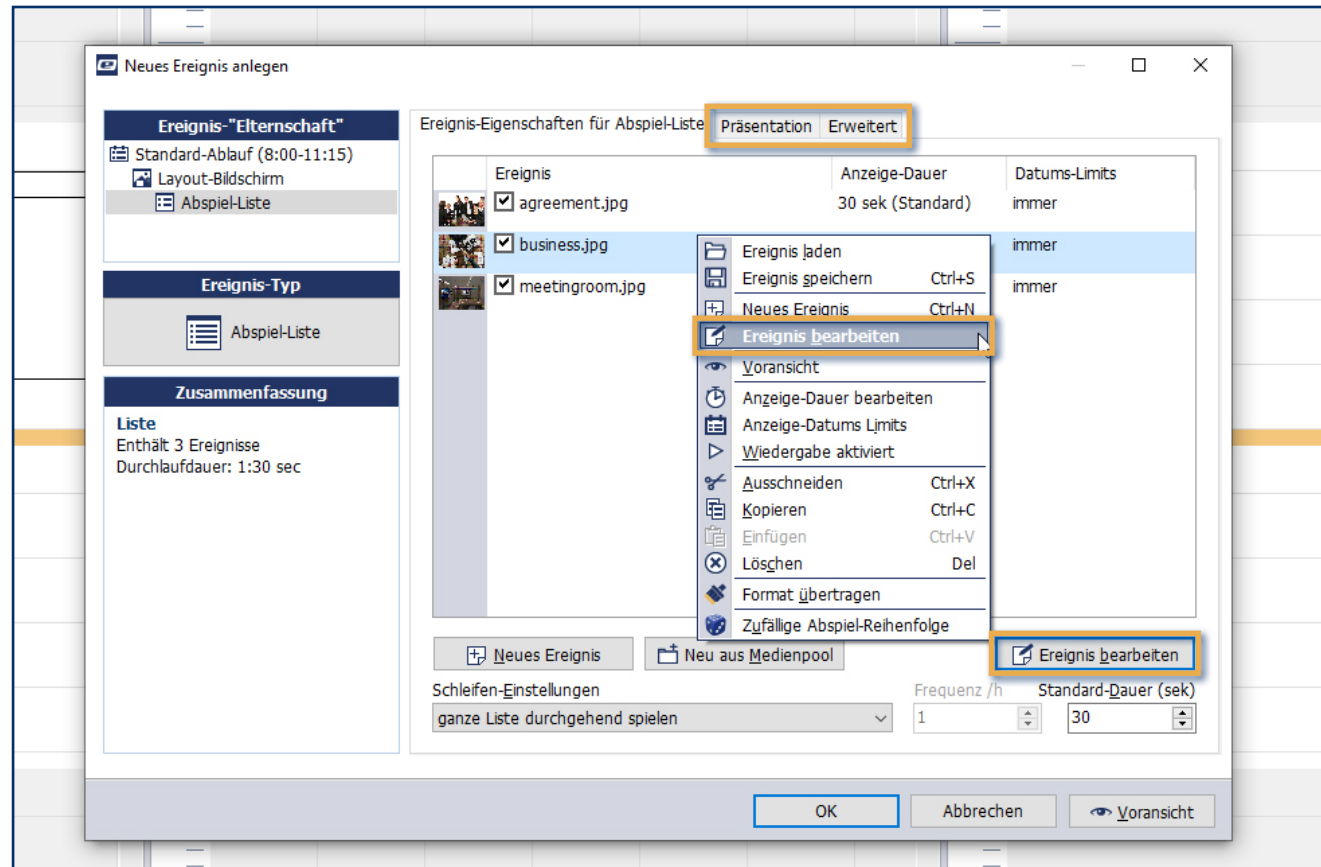 Neues Ereignis anlegen
Ereignis-"Elternschaft"
Standard-Ablauf (8:00-11:15)
Layout-Bildschirm
Abspiel-Liste
Ereignis-Typ
Abspiel-Liste
Zusammenfassung
Liste
Enthält 3 Ereignisse
Durchlaufdauer: 1:30 sec
Ereignis-Eigenschaften für Abspiel-Liste Präsentation Erweitert
Ereignis Anzeige-Dauer Datums-Limits
agreement.jpg 30 sek (Standard) immer
business.jpg immer
meetingroom.jpg immer
Ereignis laden
Ereignis speichern Ctrl+S
Neues Ereignis Ctrl+N
Ereignis bearbeiten
Voransicht
Anzeige-Dauer bearbeiten
Anzeige-Datums Limits
Wiedergabe aktiviert
Ausschneiden Ctrl+X
Kopieren Ctrl+C
Einfügen Ctrl+V
Löschen Del
Format übertragen
Zufällige Abspiel-Reihenfolge
Neues Ereignis Neu aus Medienpool Ereignis bearbeiten
Schleifen-Einstellungen Frequenz /h Standard-Dauer (sek)
ganze Liste durchgehend spielen 1 30
OK Abbrechen Voransicht